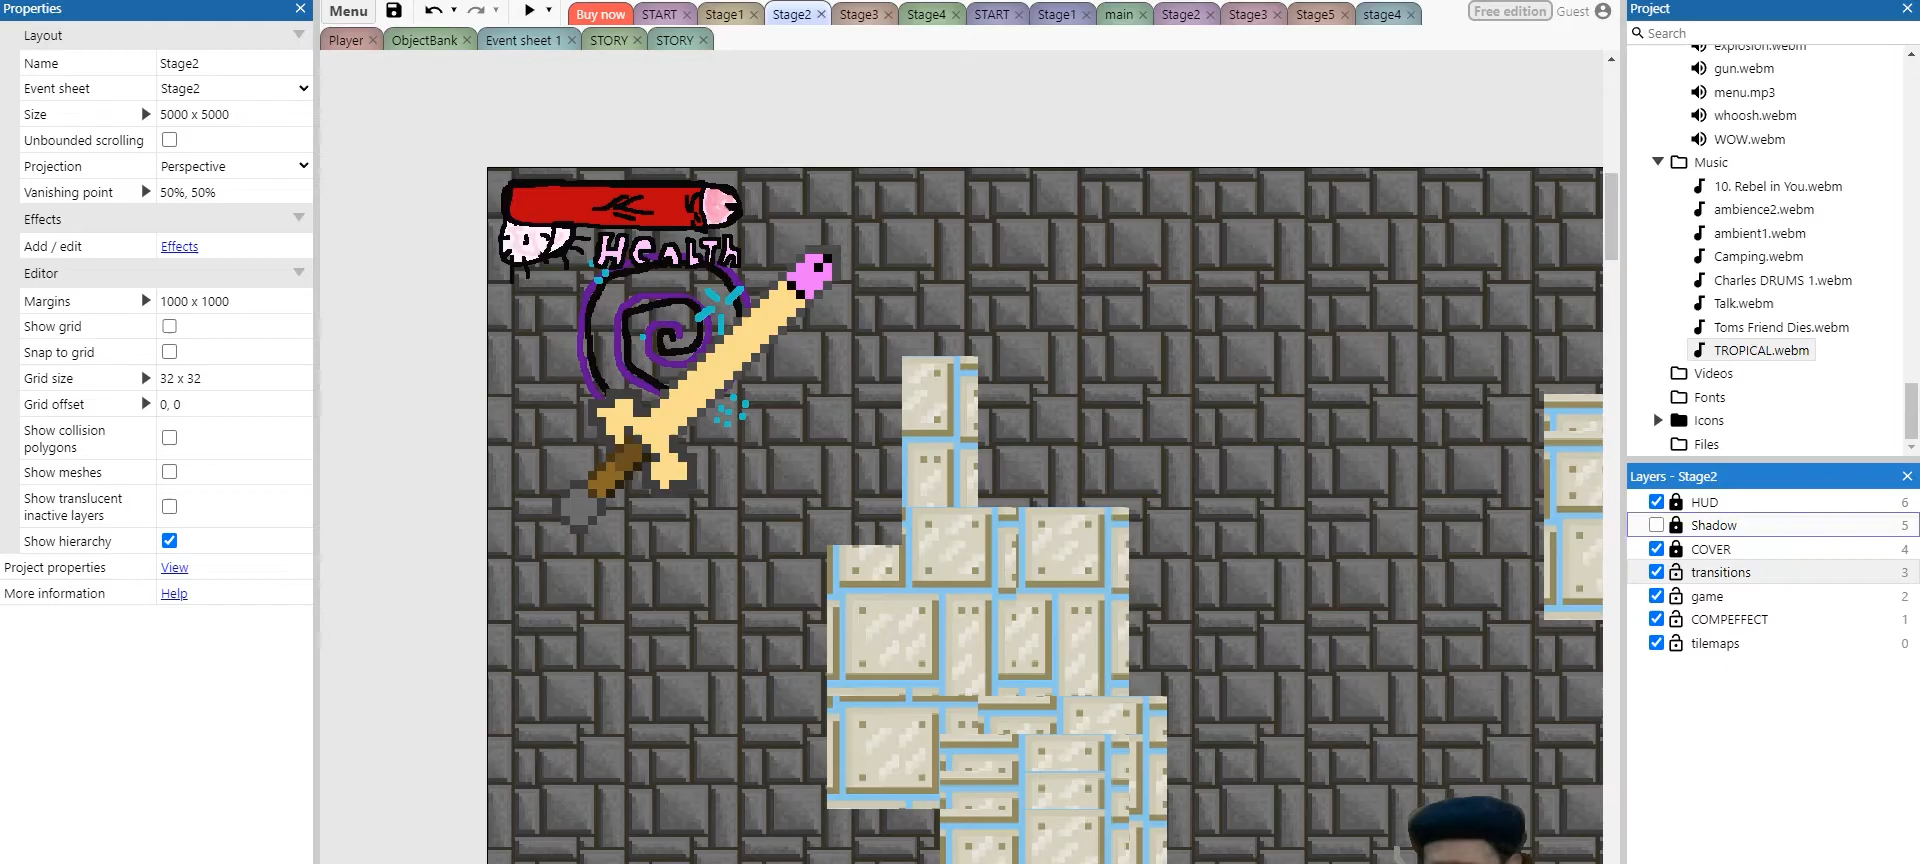 Properties
Layout
Name Stage2
Event sheet Stage2
Size 5000 x 5000
Unbounded scrolling
Projection Perspective
Vanishing point 50%, 50%
Effects
Add / edit Effects
Editor
Margins 1000 x 1000
Show grid
Snap to grid
Grid size 32 x 32
Grid offset 0, 0
Show collision
polygons
Show meshes
Show translucent
inactive layers
Show hierarchy
Project properties View
More information Help
Menu
Buy now START Stage1 Stage2 Stage3 Stage4 START Stage1 main Stage2 Stage3 Stage5 stage4 Free edition Guest
Player ObjectBank Event sheet 1 STORY STORY
HEALTH
Project
Search
explosion.webm
gun.webm
menu.mp3
whoosh.webm
WOW.webm
Music
10. Rebel in You.webm
ambience2.webm
ambient1.webm
Camping.webm
Charles DRUMS 1.webm
Talk.webm
Toms Friend Dies.webm
TROPICAL.webm
Videos
Fonts
Icons
Files
Layers - Stage2
HUD 6
Shadow 5
COVER 4
transitions 3
game 2
COMPEFFECT 1
tilemaps 0